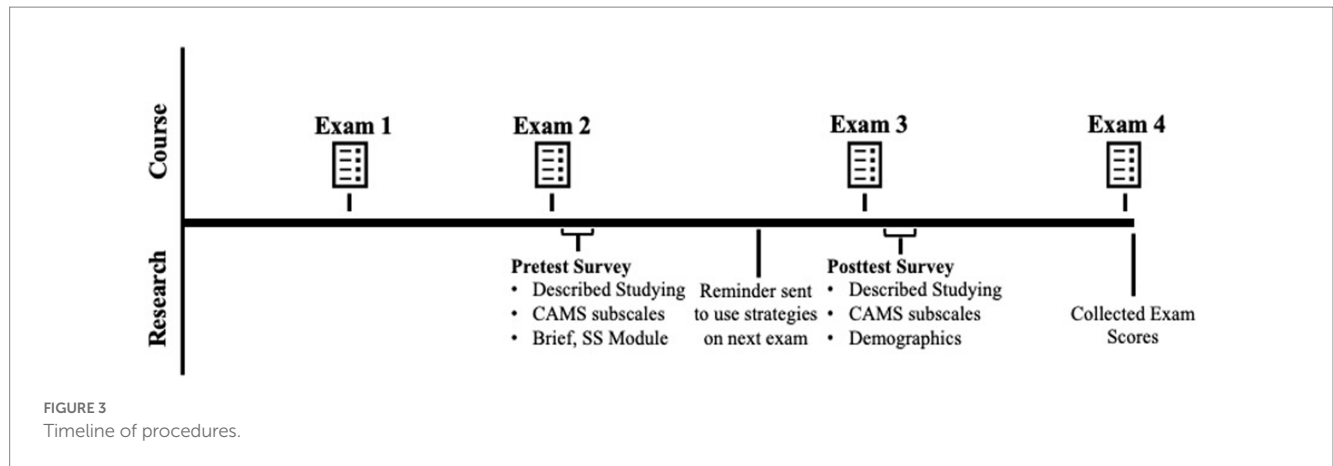 Course
Research
Exam 1
Exam 2
Exam 3
Exam 4
Pretest Survey
• Described Studying
• CAMS subscales
• Brief, SS Module
Reminder sent
to use strategies
on next exam
Posttest Survey
• Described Studying
• CAMS subscales
• Demographics
Collected Exam
Scores
FIGURE 3
Timeline of procedures.